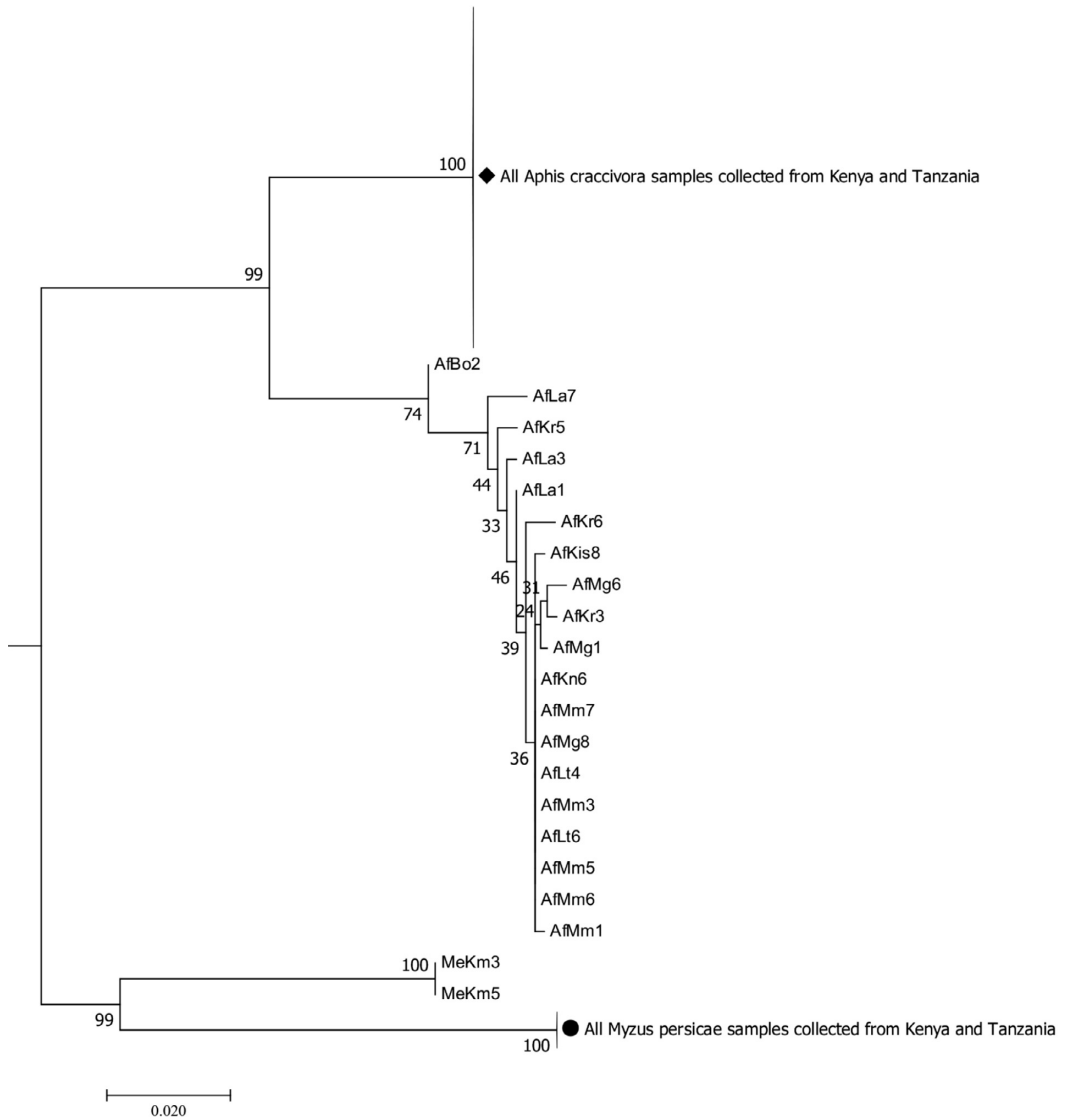 100
◆ All Aphis craccivora samples collected from Kenya and Tanzania
99
AfBo2
74
AfLa7
71
AfKr5
44
AfLa3
33
AfLa1
46
AfKr6
AfKis8
31
AfMg6
24
AfKr3
39
AfMg1
AfKn6
AfMm7
AfMg8
36
AfLt4
AfMm3
AfLt6
AfMm5
AfMm6
AfMm1
100
MeKm3
MeKm5
99
● All Myzus persicae samples collected from Kenya and Tanzania
100
0.020